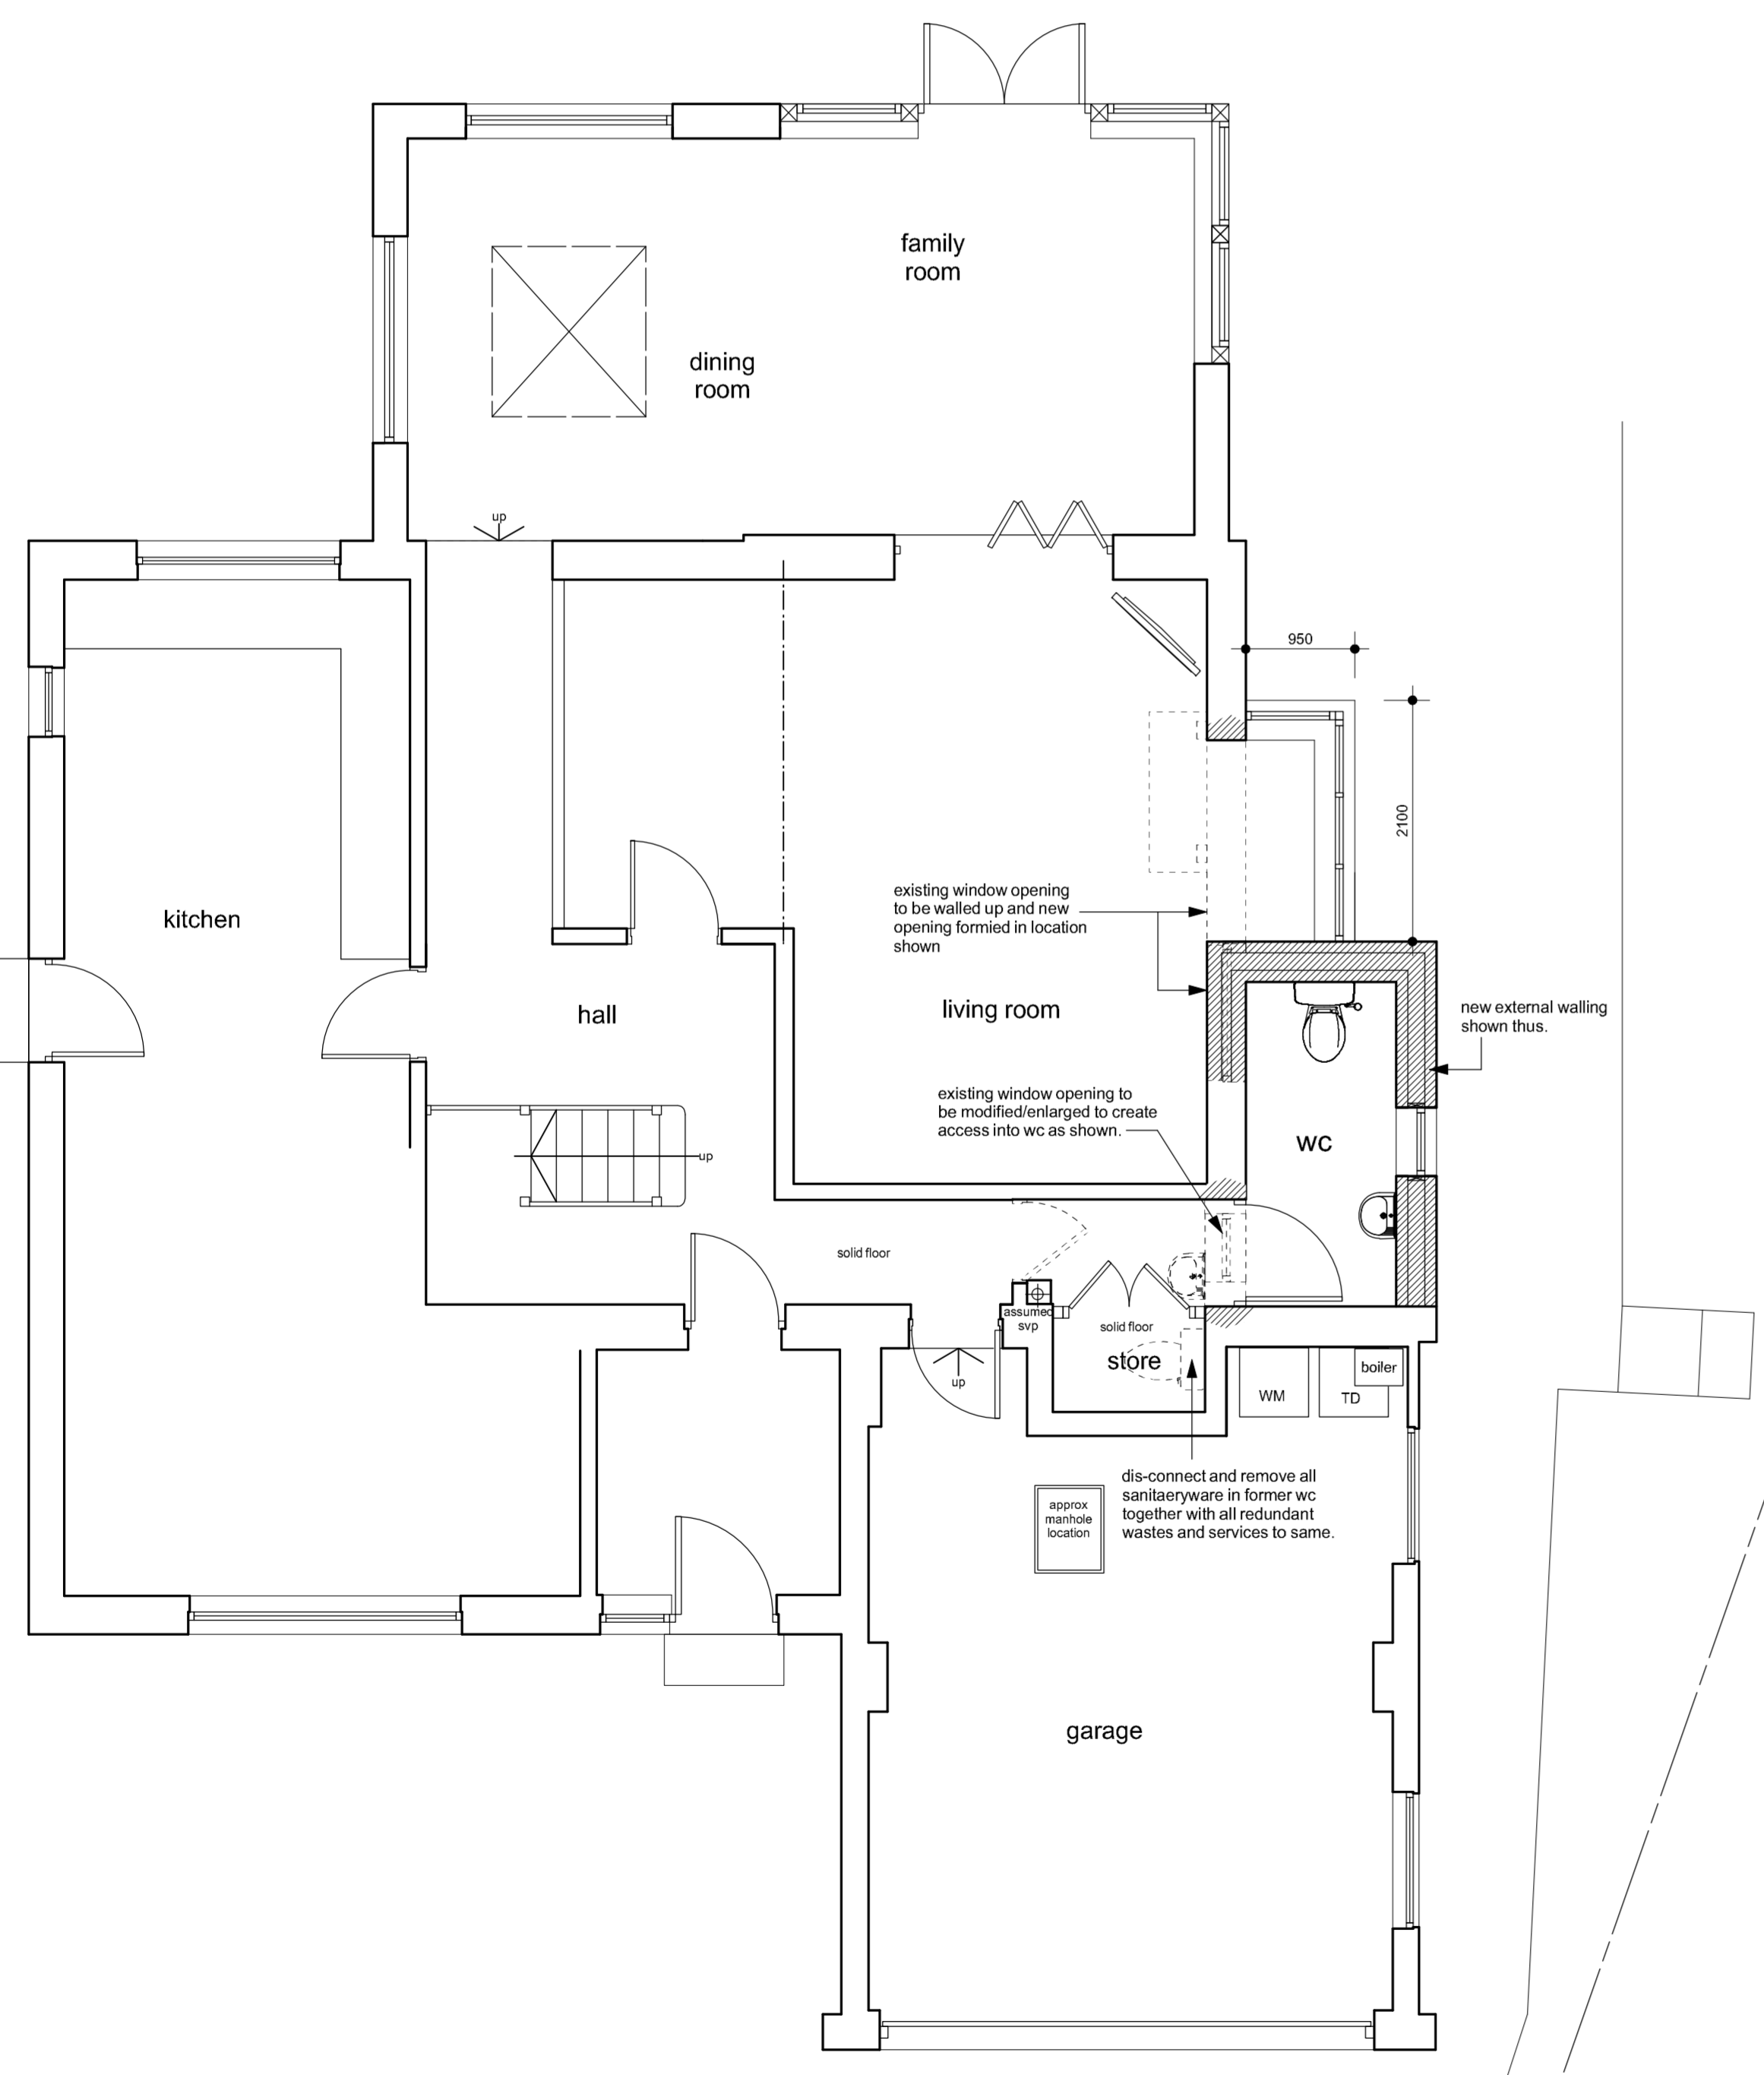 family
room
dining
room
up
950
2100
existing window opening
to be walled up and new
opening formied in location
shown
kitchen
hall
living room
new external walling
shown thus.
existing window opening to
be modified/enlarged to create
access into wc as shown.
wc
up
solid floor
assumed
svp
solid floor
store
up
boiler
WM
TD
dis-connect and remove all
sanitaeryware in former wc
together with all redundant
wastes and services to same.
approx
manhole
location
garage